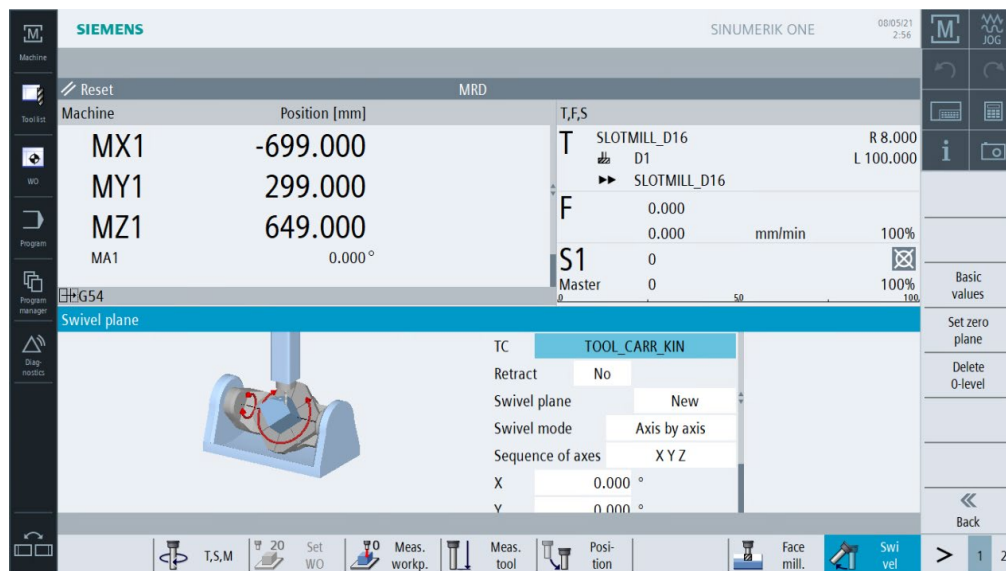 SIEMENS
SINUMERIK ONE
08/05/21
2:56
M
JOG
Machine
Tool list
WO
Program
Program
manager
Diag-
nostics
// Reset
MRD
Machine
Position [mm]
T,F,S
MX1
-699.000
MY1
299.000
MZ1
649.000
MA1
0.000°
G54
T
SLOTMILL_D16
R 8.000
D1
L 100.000
SLOTMILL_D16
F
0.000
0.000
mm/min
100%
S1
0
Master
0
100%
0
50
100
Swivel plane
TC
TOOL_CARR_KIN
Retract
No
Swivel plane
New
Swivel mode
Axis by axis
Sequence of axes
X Y Z
X
0.000 °
Y
0.000 °
Basic
values
Set zero
plane
Delete
0-level
Back
T,S,M
20
Set
WO
0
Meas.
workp.
Meas.
tool
Posi-
tion
Face
mill.
Swi
vel
>
1
2